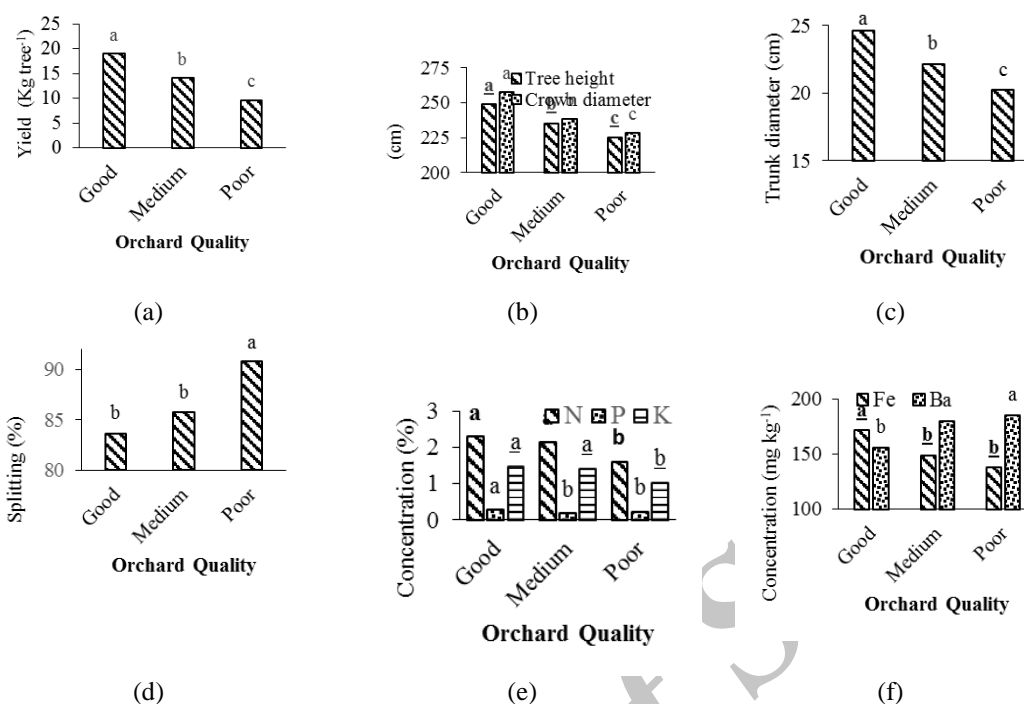 25
20
15
10
5
0
Yield (Kg tree-1)
a
b
c
Good
Medium
Poor
Orchard Quality
(a)
275
250
225
200
(cm)
Tree height
Crown diameter
a
a
b
b
c
c
Good
Medium
Poor
Orchard Quality
(b)
25
20
15
Trunk diameter (cm)
a
b
c
Good
Medium
Poor
Orchard Quality
(c)
90
85
80
Splitting (%)
b
b
a
Good
Medium
Poor
Orchard Quality
(d)
3
2
1
0
Concentration (%)
N P K
a
a
a
b
a
b
b
b
Good
Medium
Poor
Orchard Quality
(e)
200
150
100
Concentration (mg kg-1)
Fe Ba
a
b
b
b
a
Good
Medium
Poor
Orchard Quality
(f)